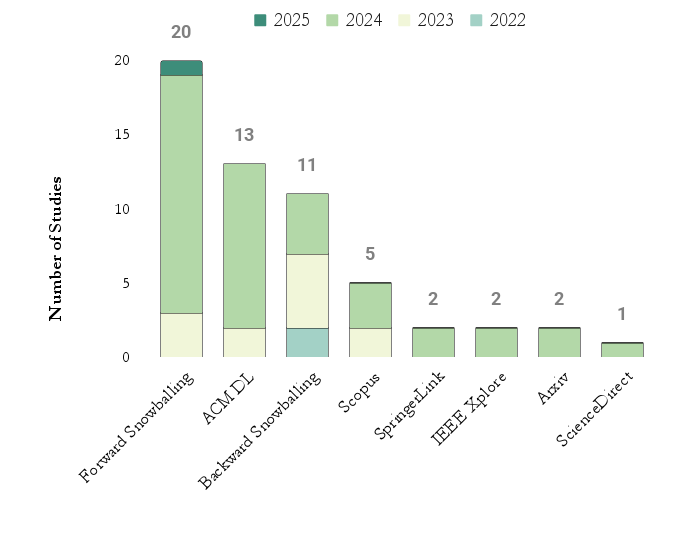 2025 2024 2023 2022
20
13
11
5
2
2
2
1
20
15
10
5
0
Number of Studies
Forward Snowballing
ACM DL
Backward Snowballing
Scopus
SpringerLink
IEEE Xplore
Arxiv
ScienceDirect